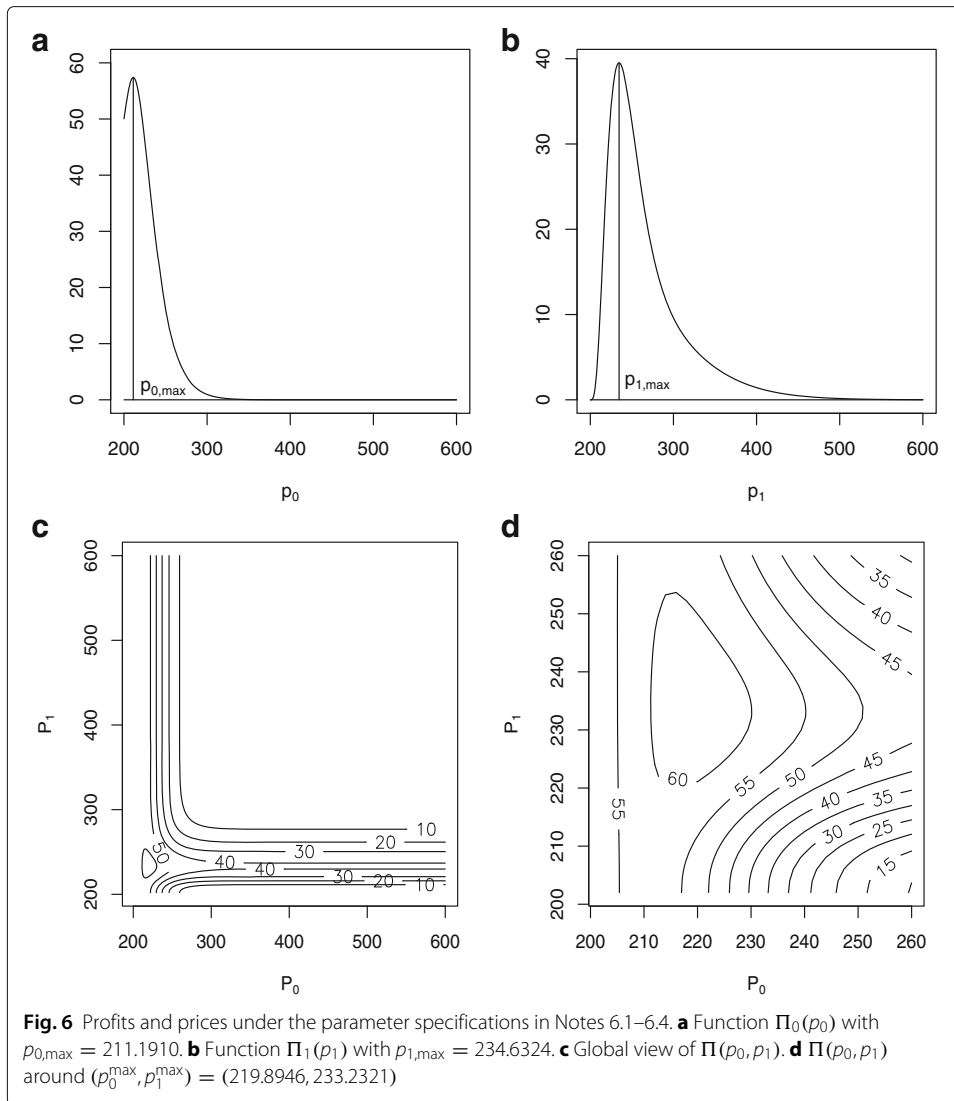 a
60
50
40
30
20
10
0
p0,max
200 300 400 500 600
p0
b
40
30
20
10
0
p1,max
200 300 400 500 600
p1
c
600
500
400
300
200
P1
50
10
20
30
40
40
30
20
10
200 300 400 500 600
P0
d
260
250
240
230
220
210
200
P1
35
40
45
55
60
55
50
45
40
35
30
25
15
200 210 220 230 240 250 260
P0
Fig. 6 Profits and prices under the parameter specifications in Notes 6.1–6.4. a Function Π0(p0) with
p0,max = 211.1910. b Function Π1(p1) with p1,max = 234.6324. c Global view of Π(p0, p1). d Π(p0, p1)
around (p0^max, p1^max) = (219.8946, 233.2321)